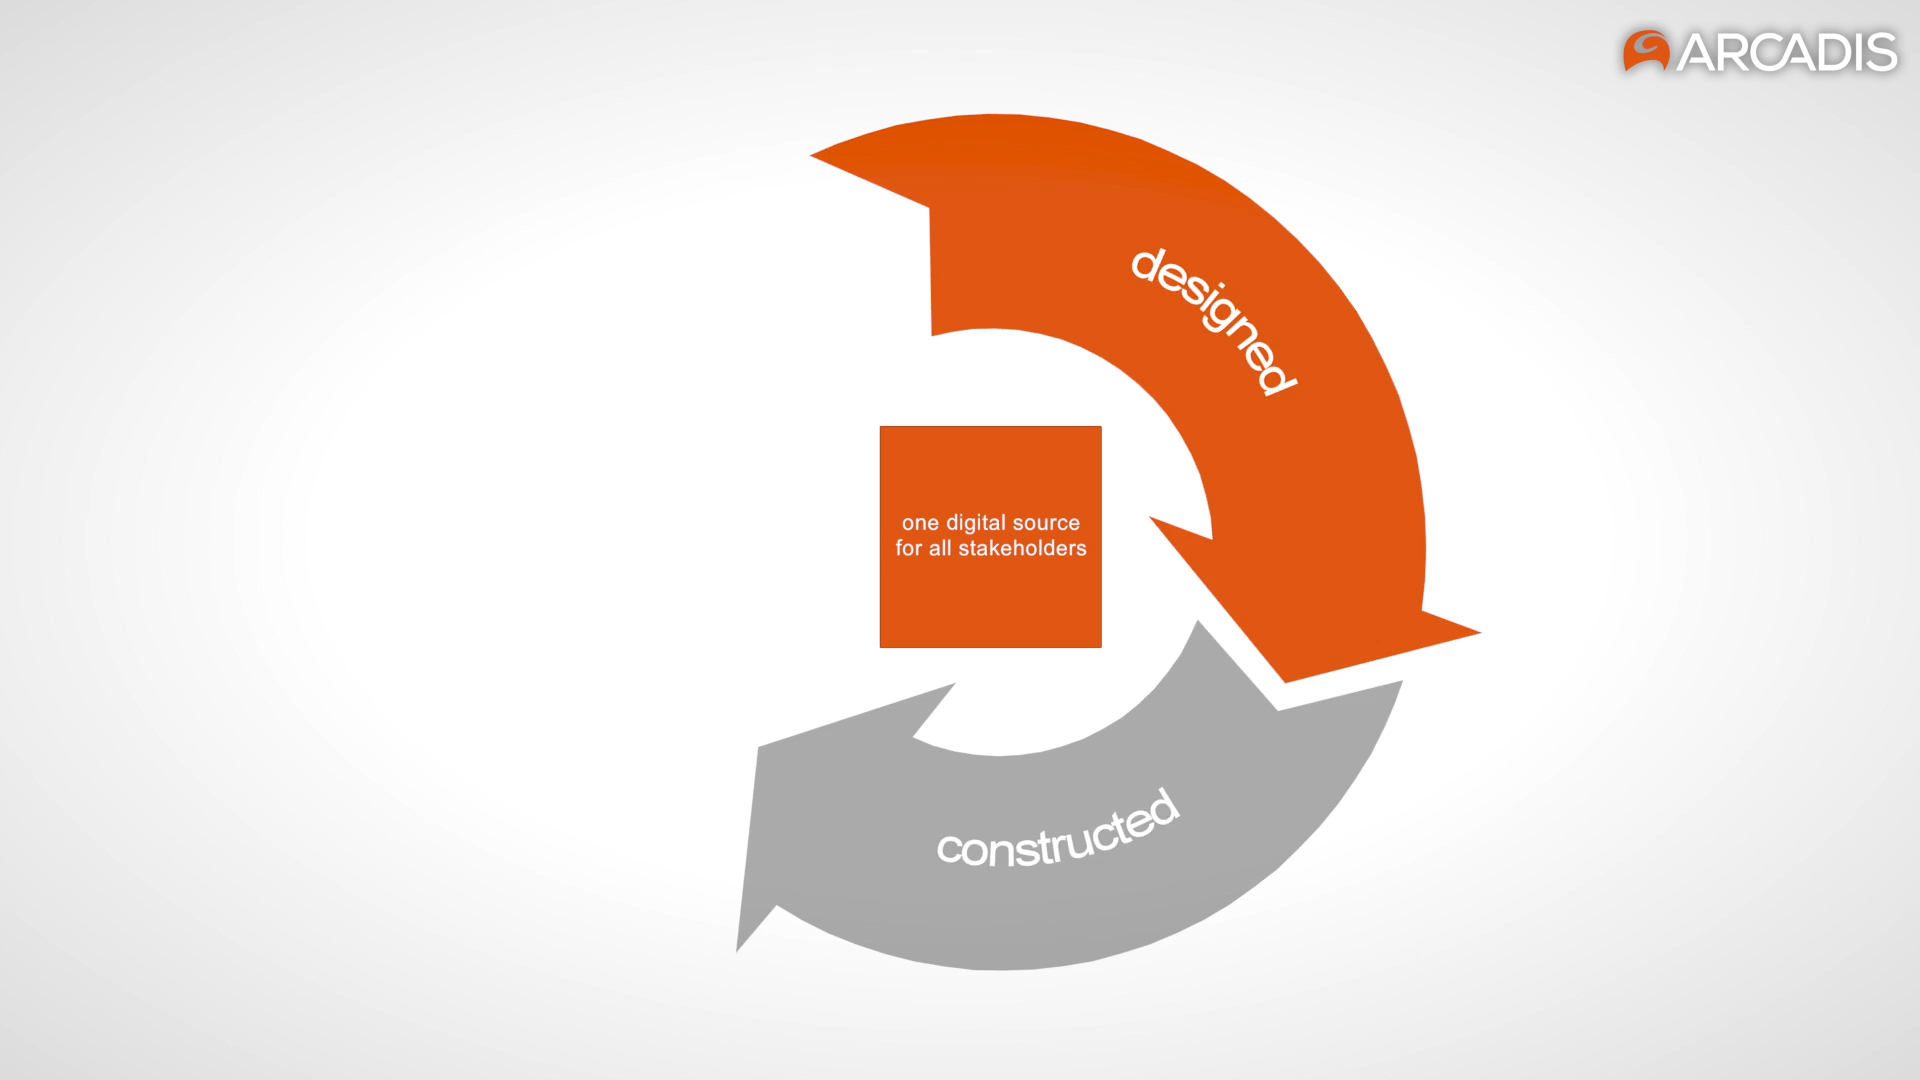 ARCADIS
designed
one digital source
for all stakeholders
constructed